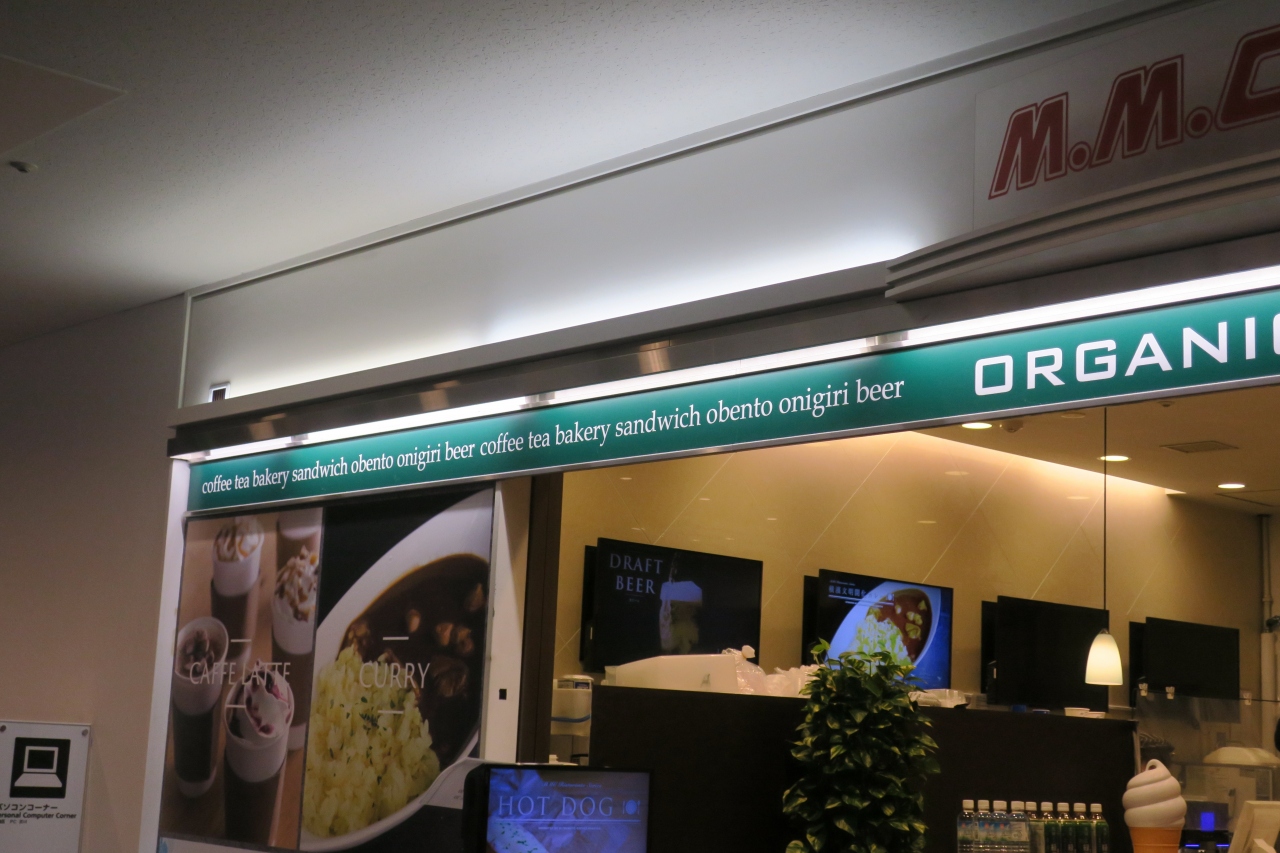 M.M.C
ORGANIC
coffee tea bakery sandwich obento onigiri beer coffee tea bakery sandwich obento onigiri beer
DRAFT
BEER
CAFFE LATTE
CURRY
HOT DOG
パソコンコーナー
Personal Computer Corner